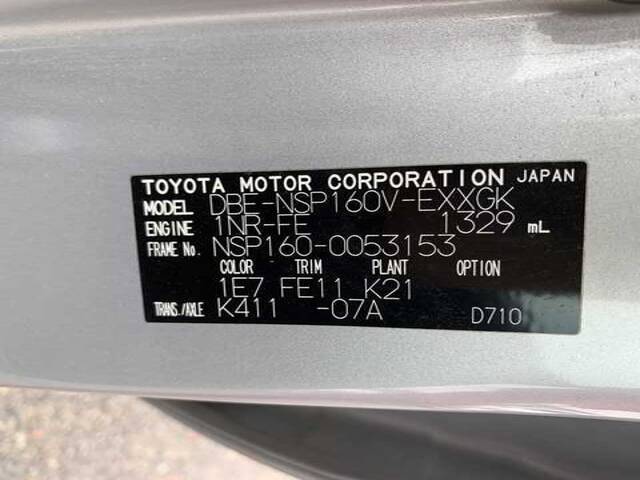 TOYOTA MOTOR CORPORATION JAPAN
MODEL DBE-NSP160V-EXXGK
ENGINE 1NR-FE 1329 mL
FRAME No. NSP160-0053153
COLOR TRIM PLANT OPTION
1E7 FE11 K21
TRANS./AXLE K411 -07A D710